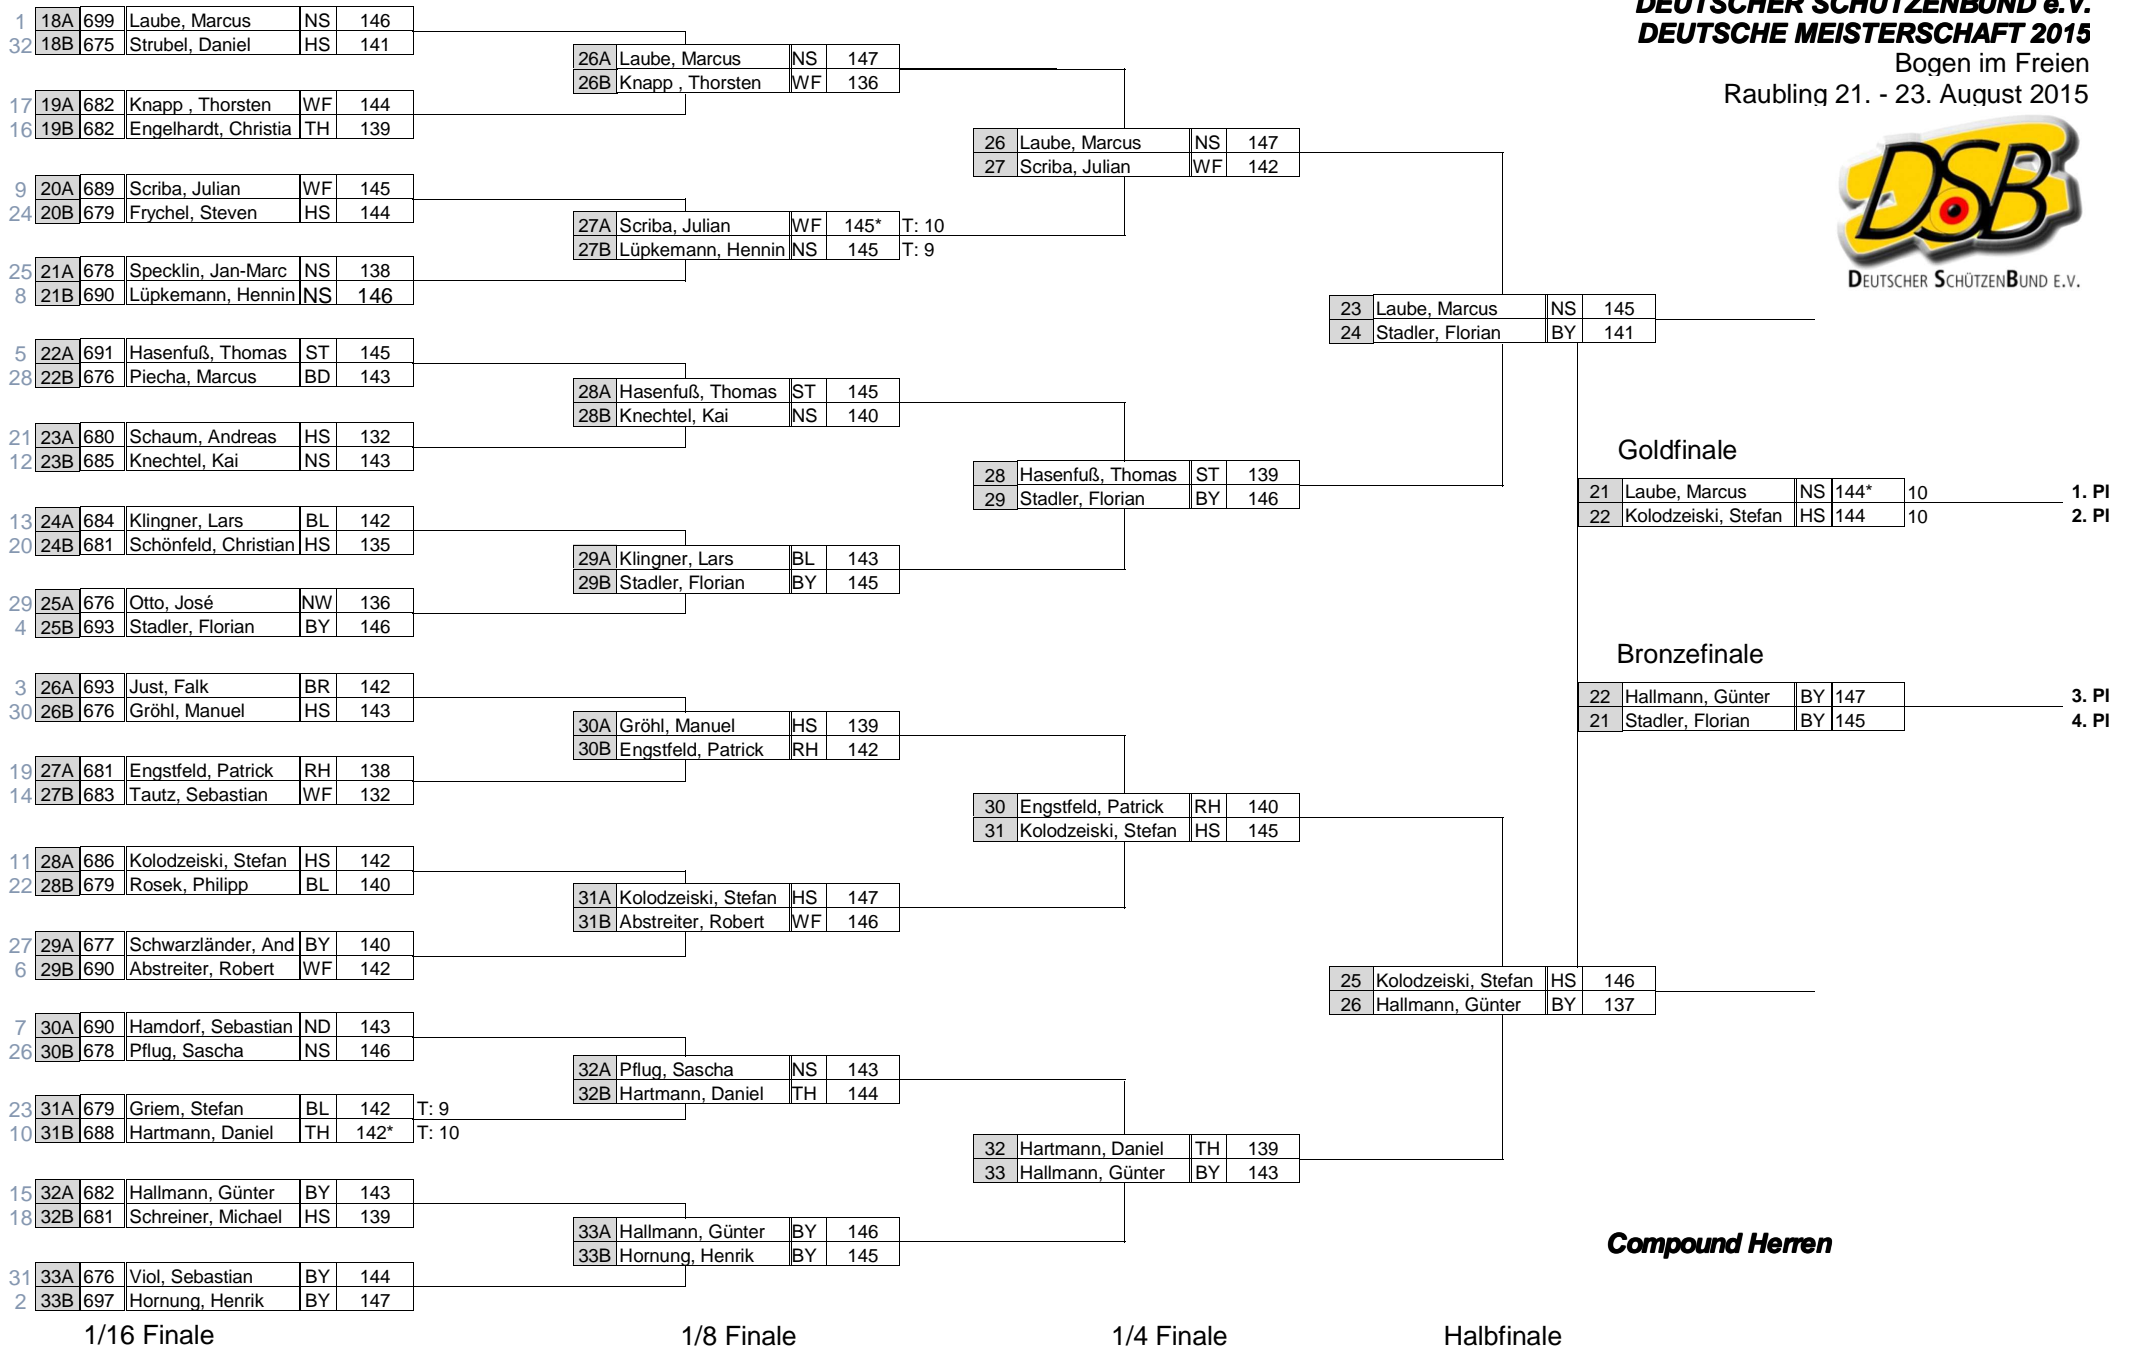 DEUTSCHER SCHÜTZENBUND e.V.
DEUTSCHE MEISTERSCHAFT 2015
Bogen im Freien
Raubling 21. - 23. August 2015
DSB
DEUTSCHER SCHÜTZENBUND E.V.
1 18A 699 Laube, Marcus NS 146
32 18B 675 Strubel, Daniel HS 141
17 19A 682 Knapp , Thorsten WF 144
16 19B 682 Engelhardt, Christia TH 139
9 20A 689 Scriba, Julian WF 145
24 20B 679 Frychel, Steven HS 144
25 21A 678 Specklin, Jan-Marc NS 138
8 21B 690 Lüpkemann, Hennin NS 146
5 22A 691 Hasenfuß, Thomas ST 145
28 22B 676 Piecha, Marcus BD 143
21 23A 680 Schaum, Andreas HS 132
12 23B 685 Knechtel, Kai NS 143
13 24A 684 Klingner, Lars BL 142
20 24B 681 Schönfeld, Christian HS 135
29 25A 676 Otto, José NW 136
4 25B 693 Stadler, Florian BY 146
3 26A 693 Just, Falk BR 142
30 26B 676 Gröhl, Manuel HS 143
19 27A 681 Engstfeld, Patrick RH 138
14 27B 683 Tautz, Sebastian WF 132
11 28A 686 Kolodzeiski, Stefan HS 142
22 28B 679 Rosek, Philipp BL 140
27 29A 677 Schwarzländer, And BY 140
6 29B 690 Abstreiter, Robert WF 142
7 30A 690 Hamdorf, Sebastian ND 143
26 30B 678 Pflug, Sascha NS 146
23 31A 679 Griem, Stefan BL 142 T: 9
10 31B 688 Hartmann, Daniel TH 142* T: 10
15 32A 682 Hallmann, Günter BY 143
18 32B 681 Schreiner, Michael HS 139
31 33A 676 Viol, Sebastian BY 144
2 33B 697 Hornung, Henrik BY 147
1/16 Finale
26A Laube, Marcus NS 147
26B Knapp , Thorsten WF 136
27A Scriba, Julian WF 145* T: 10
27B Lüpkemann, Hennin NS 145 T: 9
28A Hasenfuß, Thomas ST 145
28B Knechtel, Kai NS 140
29A Klingner, Lars BL 143
29B Stadler, Florian BY 145
30A Gröhl, Manuel HS 139
30B Engstfeld, Patrick RH 142
31A Kolodzeiski, Stefan HS 147
31B Abstreiter, Robert WF 146
32A Pflug, Sascha NS 143
32B Hartmann, Daniel TH 144
33A Hallmann, Günter BY 146
33B Hornung, Henrik BY 145
1/8 Finale
26 Laube, Marcus NS 147
27 Scriba, Julian WF 142
28 Hasenfuß, Thomas ST 139
29 Stadler, Florian BY 146
30 Engstfeld, Patrick RH 140
31 Kolodzeiski, Stefan HS 145
32 Hartmann, Daniel TH 139
33 Hallmann, Günter BY 143
1/4 Finale
23 Laube, Marcus NS 145
24 Stadler, Florian BY 141
25 Kolodzeiski, Stefan HS 146
26 Hallmann, Günter BY 137
Halbfinale
Goldfinale
21 Laube, Marcus NS 144* 10 1. Pl
22 Kolodzeiski, Stefan HS 144 10 2. Pl
Bronzefinale
22 Hallmann, Günter BY 147 3. Pl
21 Stadler, Florian BY 145 4. Pl
Compound Herren